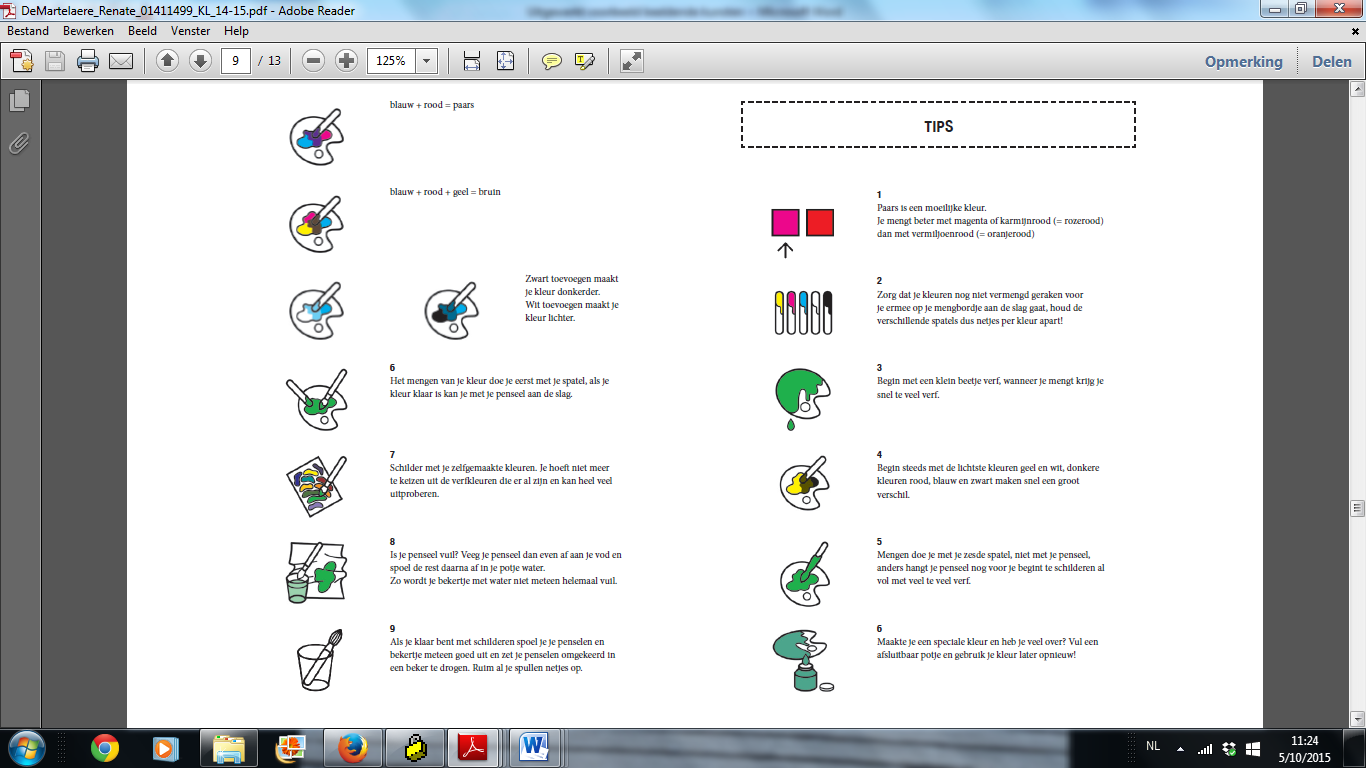 DeMartelaere_Renate_01411499_KL_14-15.pdf - Adobe Reader
Bestand Bewerken Beeld Venster Help
9 / 13 125% Opmerking Delen
blauw + rood = paars
blauw + rood + geel = bruin
Zwart toevoegen maakt
je kleur donkerder.
Wit toevoegen maakt je
kleur lichter.
6
Het mengen van je kleur doe je eerst met je spatel, als je
kleur klaar is kan je met je penseel aan de slag.
7
Schilder met je zelfgemaakte kleuren. Je hoeft niet meer
te keizen uit de verfkleuren die er al zijn en kan heel veel
uitproberen.
8
Is je penseel vuil? Veeg je penseel dan even af aan je vod en
spoel de rest daarna af in je potje water.
Zo wordt je bekertje met water niet meteen helemaal vuil.
9
Als je klaar bent met schilderen spoel je je penselen en
bekertje meteen goed uit en zet je penselen omgekeerd in
een beker te drogen. Ruim al je spullen netjes op.
TIPS
1
Paars is een moeilijke kleur.
Je mengt beter met magenta of karmijnrood (= rozerood)
dan met vermiljoenrood (= oranjerood)
2
Zorg dat je kleuren nog niet vermengd geraken voor
je ermee op je mengbordje aan de slag gaat, houd de
verschillende spatels dus netjes per kleur apart!
3
Begin met een klein beetje verf, wanneer je mengt krijg je
snel te veel verf.
4
Begin steeds met de lichtste kleuren geel en wit, donkere
kleuren rood, blauw en zwart maken snel een groot
verschil.
5
Mengen doe je met je zesde spatel, niet met je penseel,
anders hangt je penseel nog voor je begint te schilderen al
vol met veel te veel verf.
6
Maakte je een speciale kleur en heb je veel over? Vul een
afsluitbaar potje en gebruik je kleur later opnieuw!
NL
11:24
5/10/2015